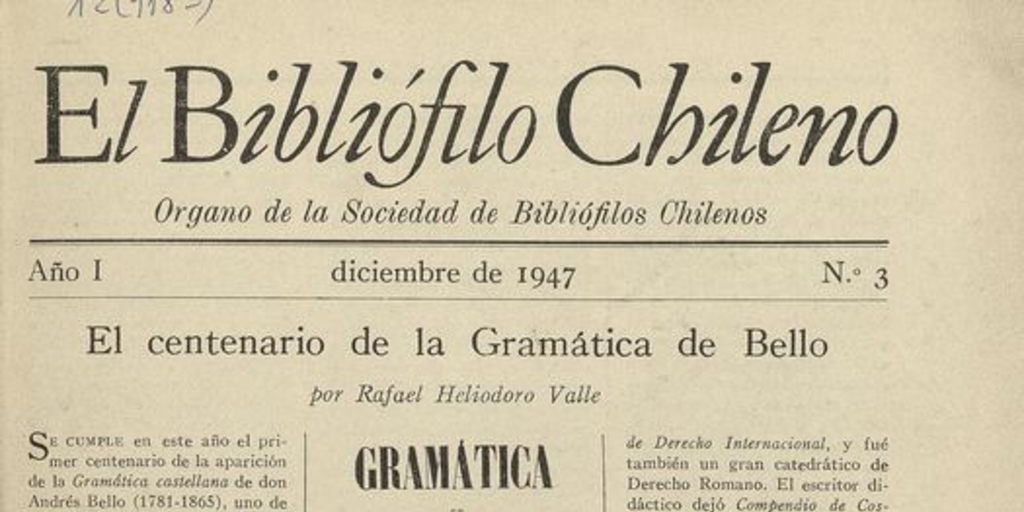 El Bibliófilo Chileno
Organo de la Sociedad de Bibliófilos Chilenos
Año I diciembre de 1947 N.º 3
El centenario de la Gramática de Bello
por Rafael Heliodoro Valle
SE CUMPLE en este año el pri-
mer centenario de la aparición
de la Gramática castellana de don
Andrés Bello (1781-1865), uno de
GRAMÁTICA
de Derecho Internacional, y fué
también un gran catedrático de
Derecho Romano. El escritor di-
dáctico dejó Compendio de Cos-